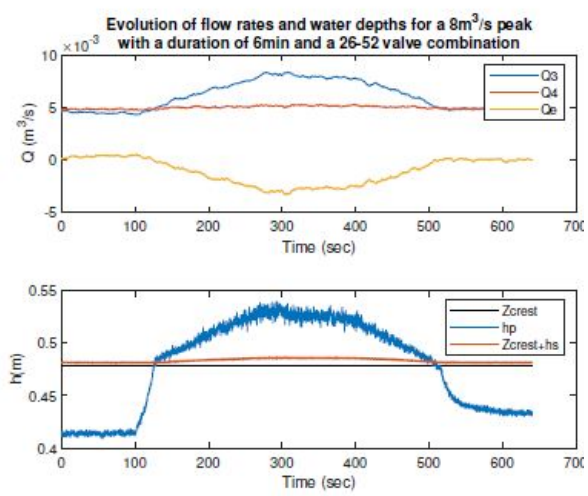 Evolution of flow rates and water depths for a 8m³/s peak
with a duration of 6min and a 26-52 valve combination
×10⁻³
10
5
0
-5
Q (m³/s)
Q3
Q4
Qe
0 100 200 300 400 500 600 700
Time (sec)
0.55
0.5
0.45
0.4
h(m)
Zcrest
hp
Zcrest+hs
0 100 200 300 400 500 600 700
Time (sec)